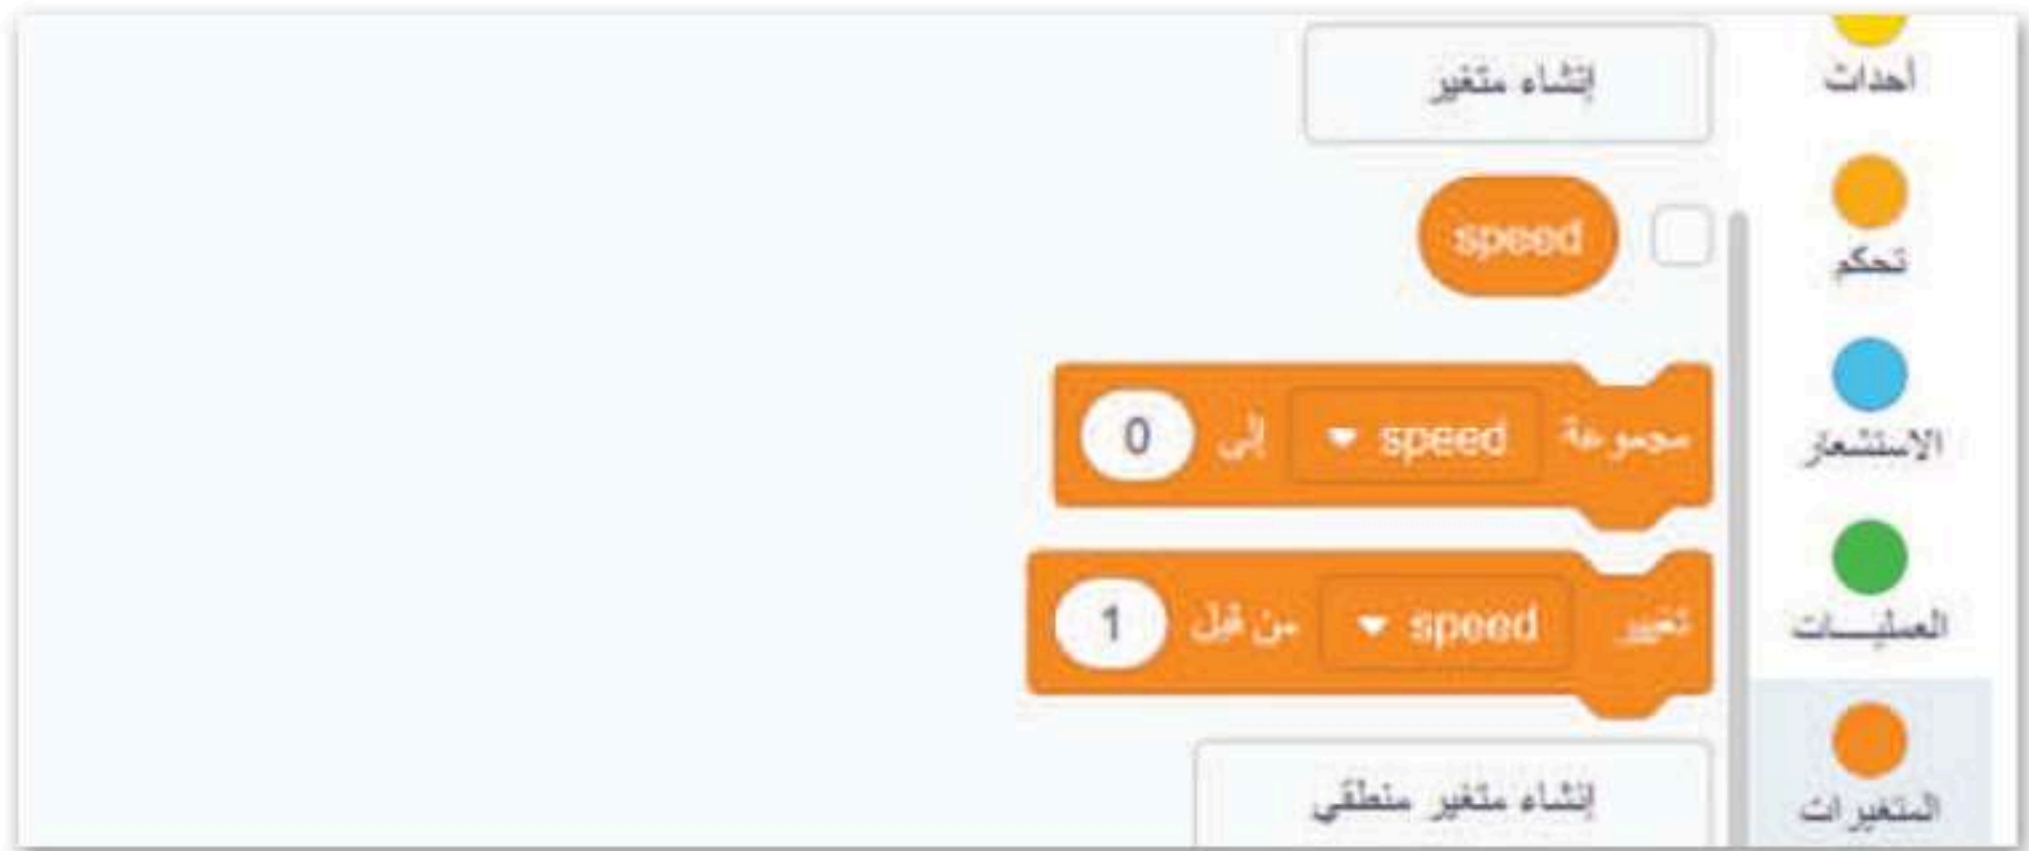 أحداث
تحكم
الاستشعار
العمليـــات
المتغيرات
إنشاء متغير
speed
مجموعة speed إلى 0
تغيير speed من قبل 1
إنشاء متغير منطقي